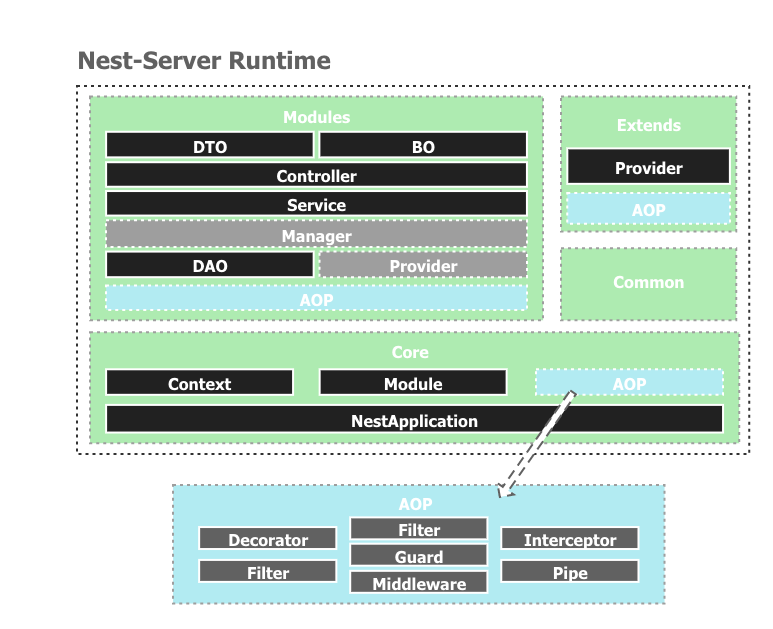 Nest-Server Runtime
Modules
DTO
BO
Controller
Service
Manager
DAO
Provider
AOP
Extends
Provider
AOP
Common
Core
Context
Module
AOP
NestApplication
AOP
Decorator
Filter
Filter
Guard
Middleware
Interceptor
Pipe